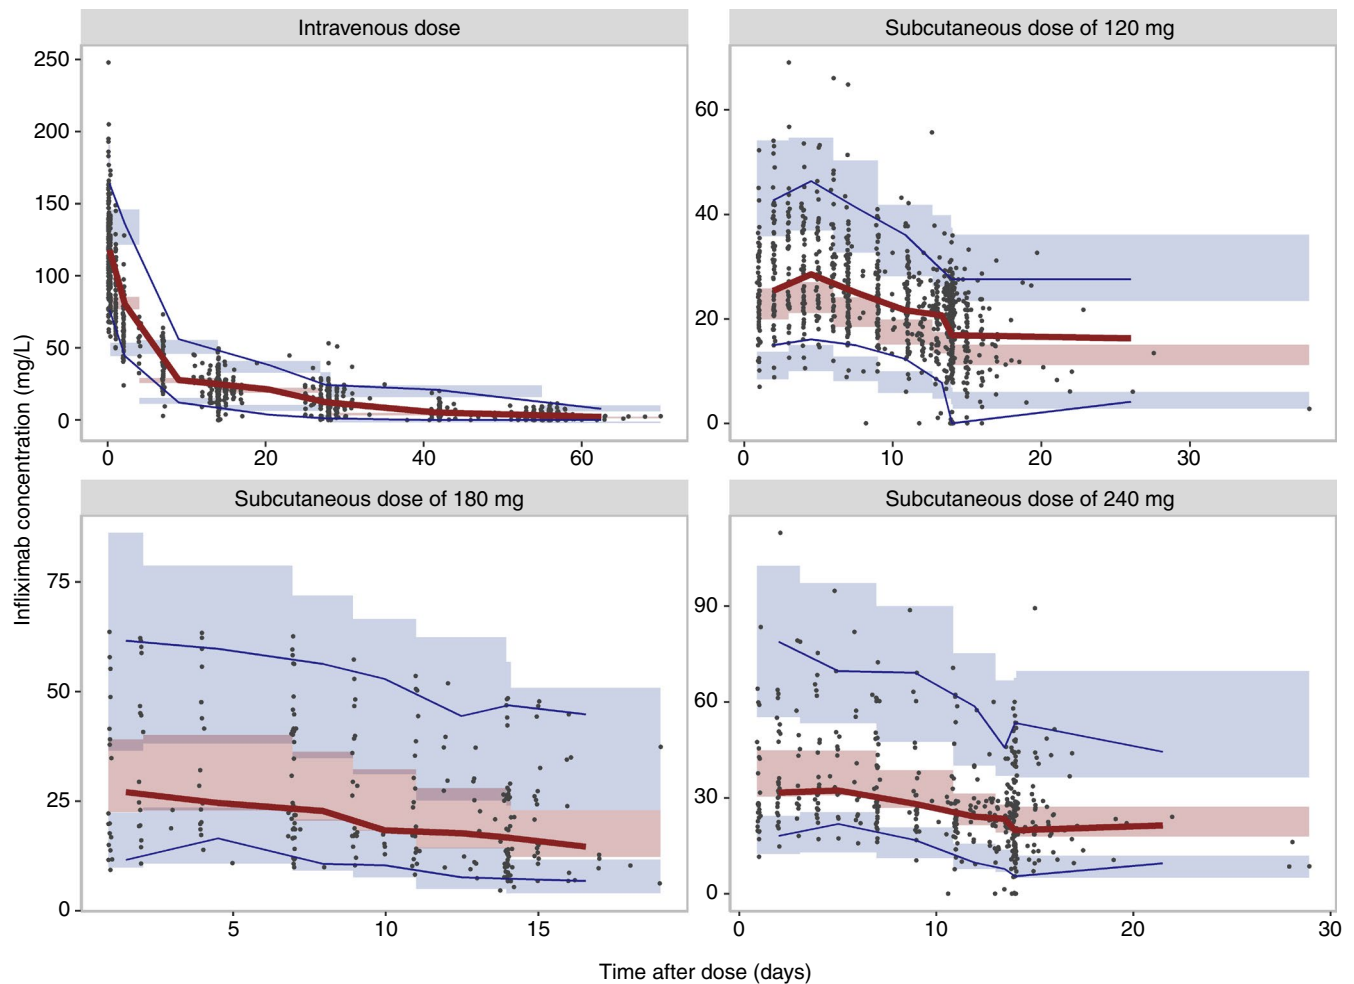 Intravenous dose
Subcutaneous dose of 120 mg
250
200
150
100
50
0
0 20 40 60
60
40
20
0
0 10 20 30
Infliximab concentration (mg/L)
Subcutaneous dose of 180 mg
Subcutaneous dose of 240 mg
75
50
25
0
5 10 15
90
60
30
0
0 10 20 30
Time after dose (days)